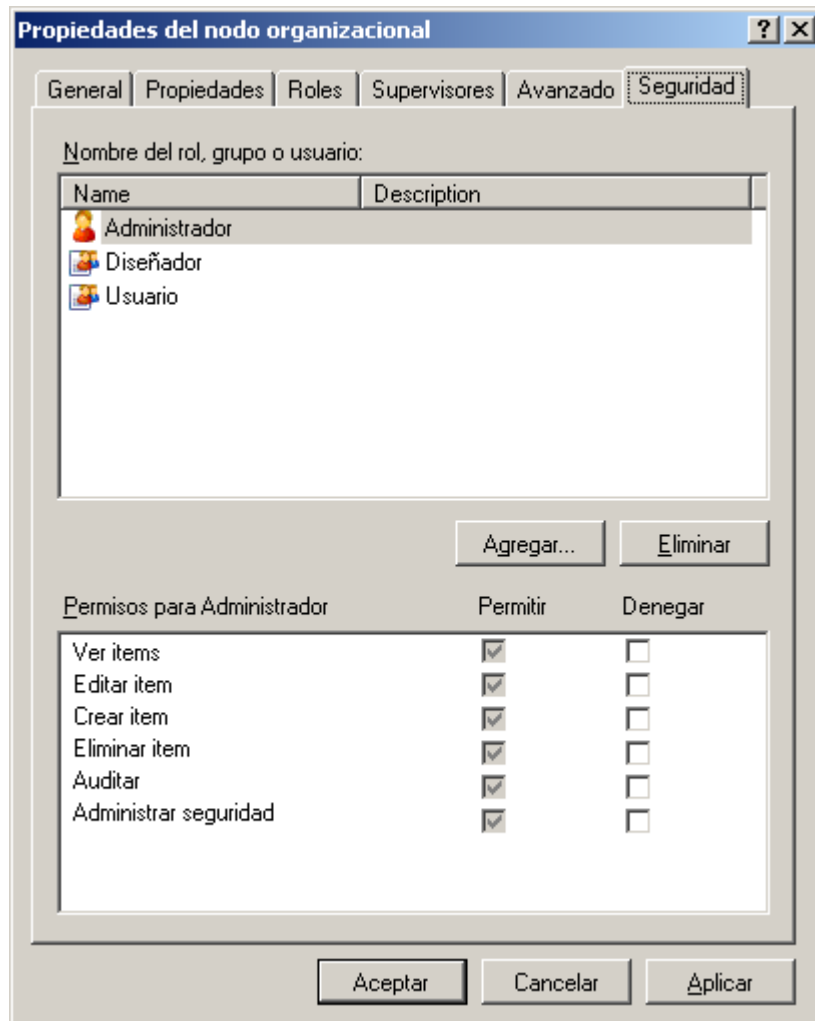 Propiedades del nodo organizacional
General Propiedades Roles Supervisores Avanzado Seguridad
Nombre del rol, grupo o usuario:
Name Description
Administrador
Diseñador
Usuario
Agregar... Eliminar
Permisos para Administrador Permitir Denegar
Ver items
Editar item
Crear item
Eliminar item
Auditar
Administrar seguridad
Aceptar Cancelar Aplicar